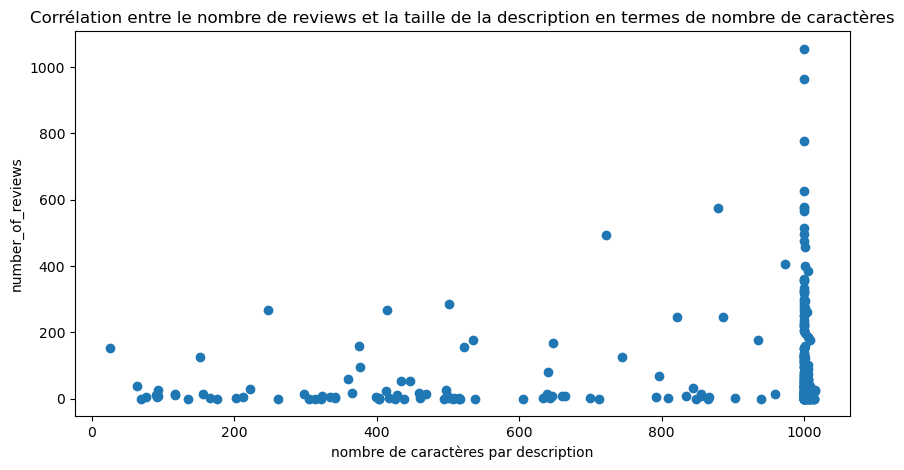 Corrélation entre le nombre de reviews et la taille de la description en termes de nombre de caractères
1000
800
600
400
200
0
number_of_reviews
0 200 400 600 800 1000
nombre de caractères par description